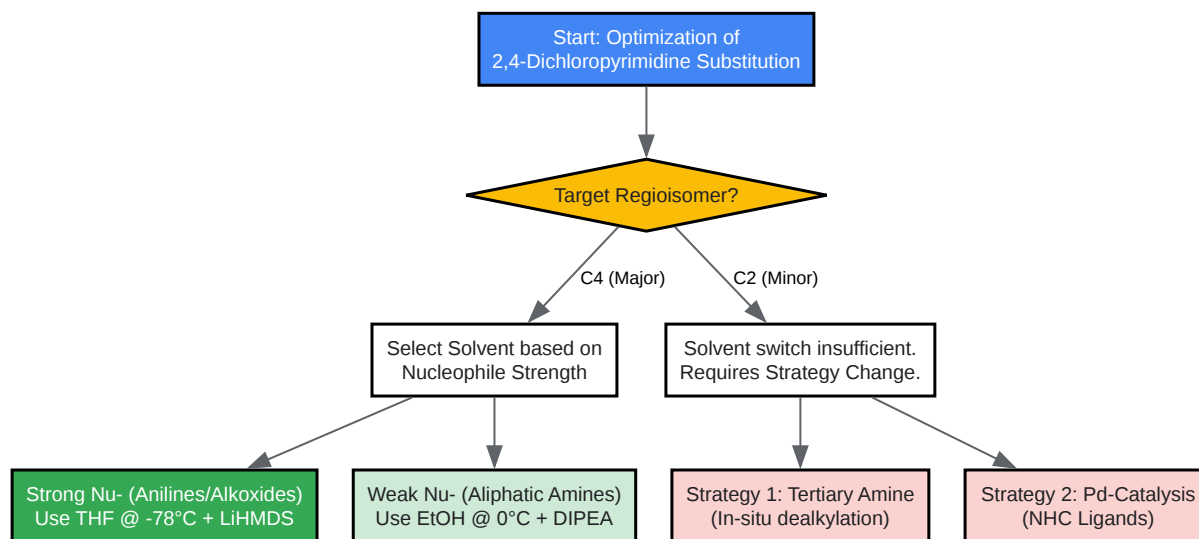 Start: Optimization of
2,4-Dichloropyrimidine Substitution
Target Regioisomer?
C4 (Major)
C2 (Minor)
Select Solvent based on
Nucleophile Strength
Solvent switch insufficient.
Requires Strategy Change.
Strong Nu- (Anilines/Alkoxides)
Use THF @ -78°C + LiHMDS
Weak Nu- (Aliphatic Amines)
Use EtOH @ 0°C + DIPEA
Strategy 1: Tertiary Amine
(In-situ dealkylation)
Strategy 2: Pd-Catalysis
(NHC Ligands)